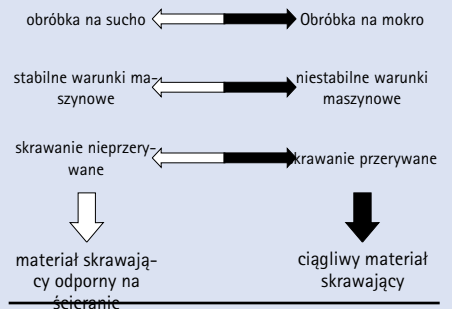 obróbka na sucho Obróbka na mokro
stabilne warunki ma- niestabilne warunki
szynowe maszynowe
skrawanie nieprzery- krawanie przerywane
wane
materiał skrawają- ciągliwy materiał
cy odporny na skrawający
ścieranie